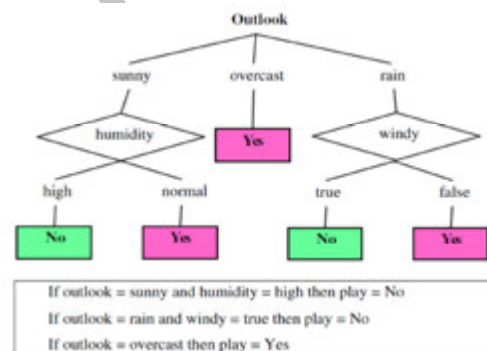 Outlook
sunny overcast rain
humidity Yes windy
high normal true false
No Yes No Yes
If outlook = sunny and humidity = high then play = No
If outlook = rain and windy = true then play = No
If outlook = overcast then play = Yes